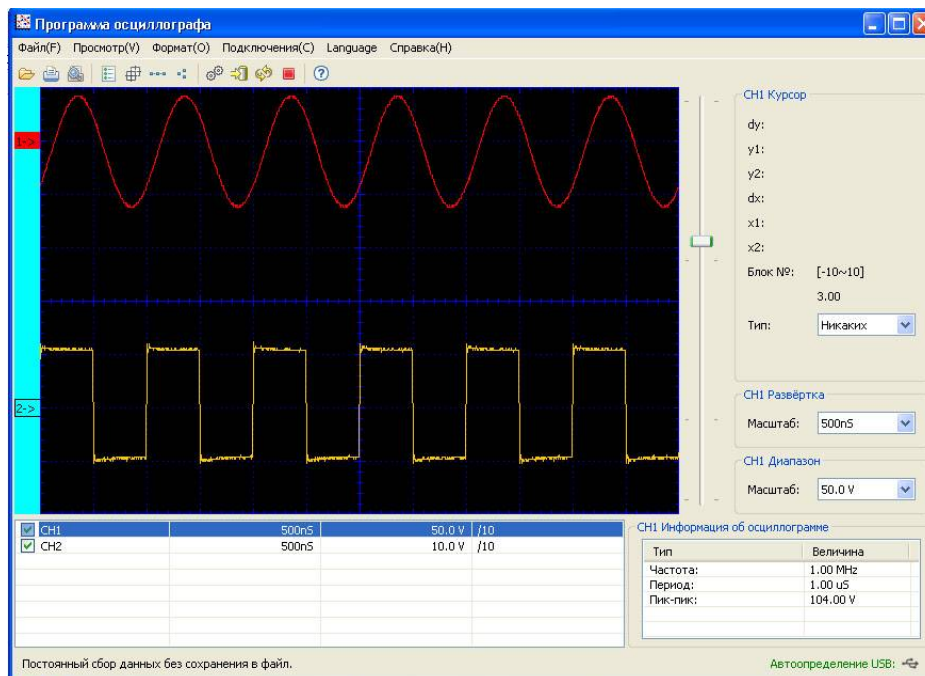 Программа осциллографа
Файл(F) Просмотр(V) Формат(O) Подключения(C) Language Справка(H)
1->
2->
CH1 Курсор
dy:
y1:
y2:
dx:
x1:
x2:
Блок №: [-10~10]
3.00
Тип: Никаких
CH1 Развёртка
Масштаб: 500nS
CH1 Диапазон
Масштаб: 50.0 V
CH1 500nS 50.0 V /10
CH2 500nS 10.0 V /10
CH1 Информация об осциллограмме
Тип Величина
Частота: 1.00 MHz
Период: 1.00 uS
Пик-пик: 104.00 V
Постоянный сбор данных без сохранения в файл.
Автоопределение USB: